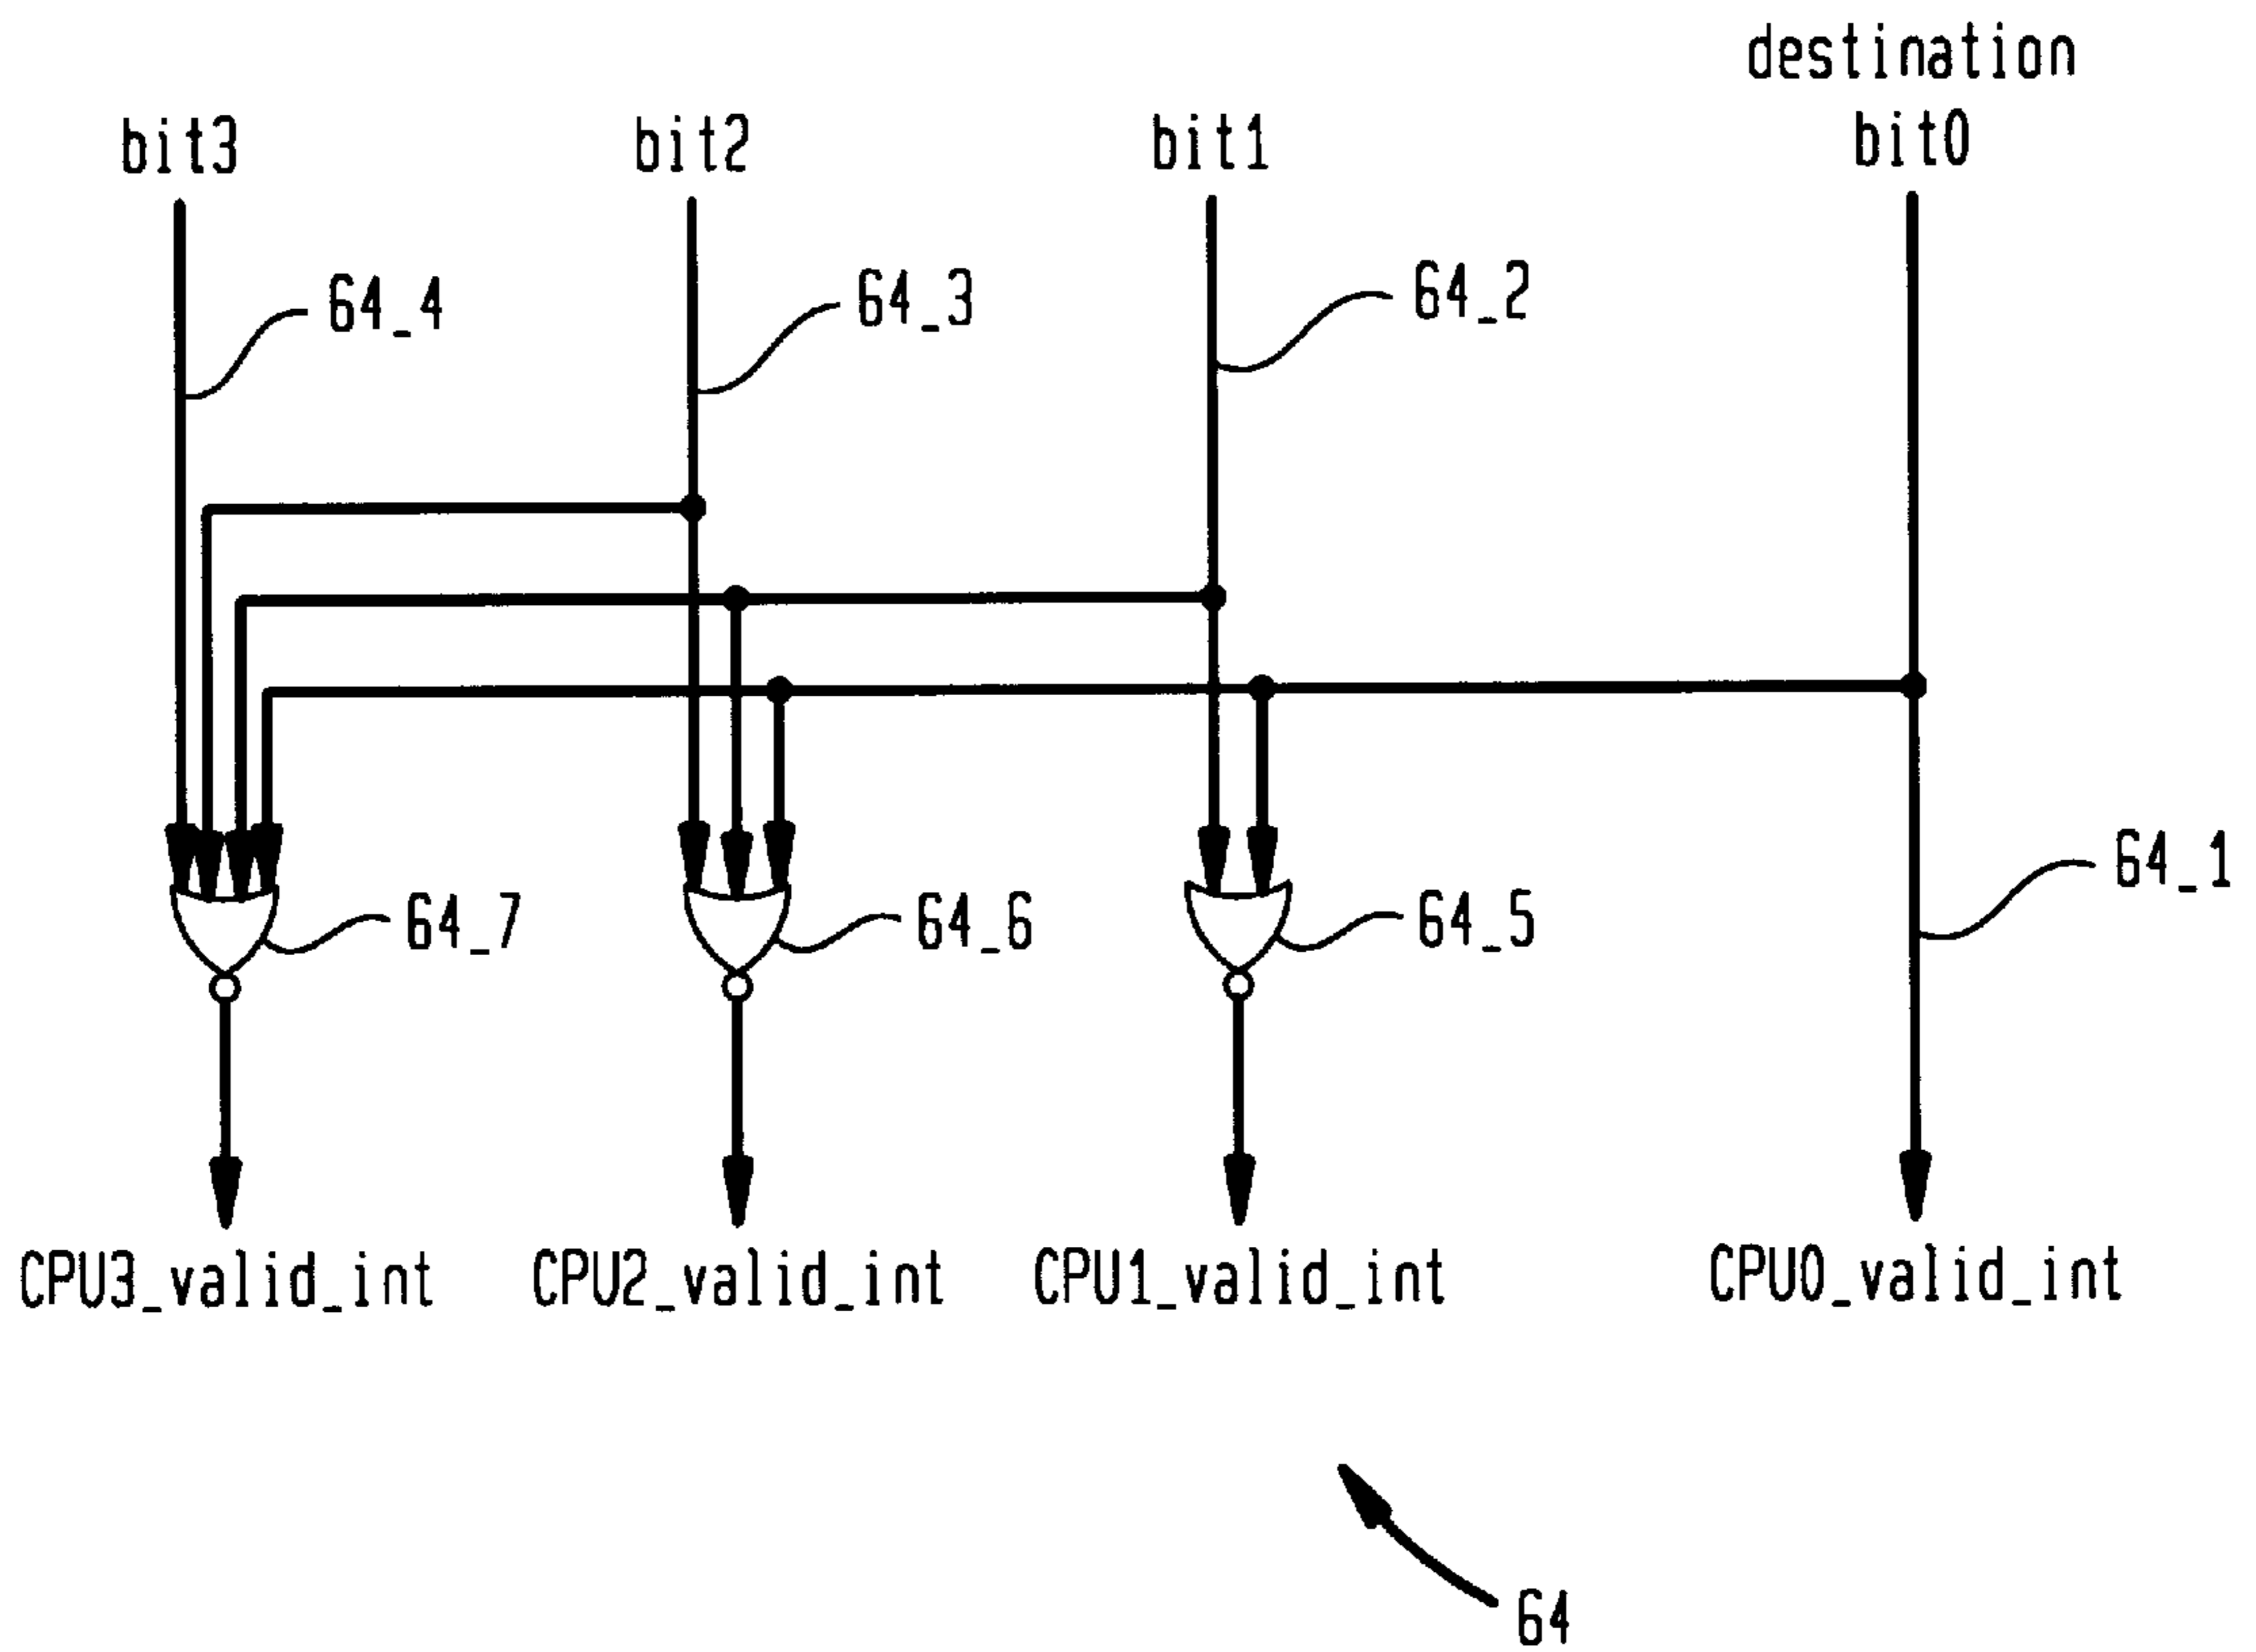 destination
bit3 bit2 bit1 bit0
64_4 64_3 64_2
64_1
64_7 64_6 64_5
CPU3_valid_int CPU2_valid_int CPU1_valid_int CPU0_valid_int
64